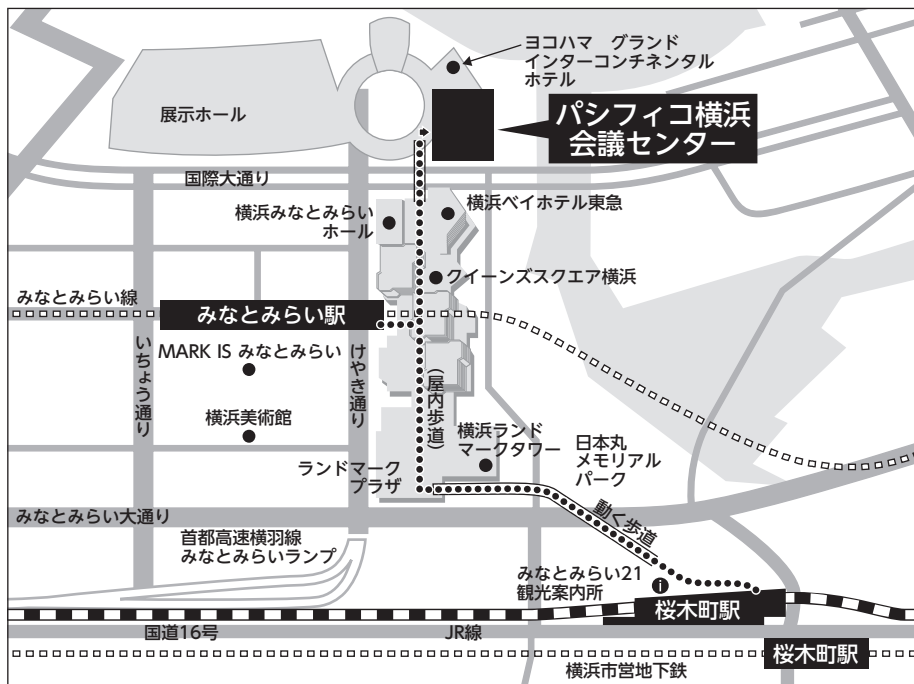 ヨコハマ グランド
インターコンチネンタル
ホテル
展示ホール
パシフィコ横浜
会議センター
国際大通り
横浜みなとみらい
ホール
横浜ベイホテル東急
クイーンズスクエア横浜
みなとみらい線
みなとみらい駅
いちょう通り
MARK IS みなとみらい
けやき通り
(屋内歩道)
横浜美術館
横浜ランド
マークタワー
日本丸
メモリアル
パーク
ランドマーク
プラザ
みなとみらい大通り
動く歩道
首都高速横羽線
みなとみらいランプ
みなとみらい21
観光案内所
i
桜木町駅
国道16号
JR線
桜木町駅
横浜市営地下鉄